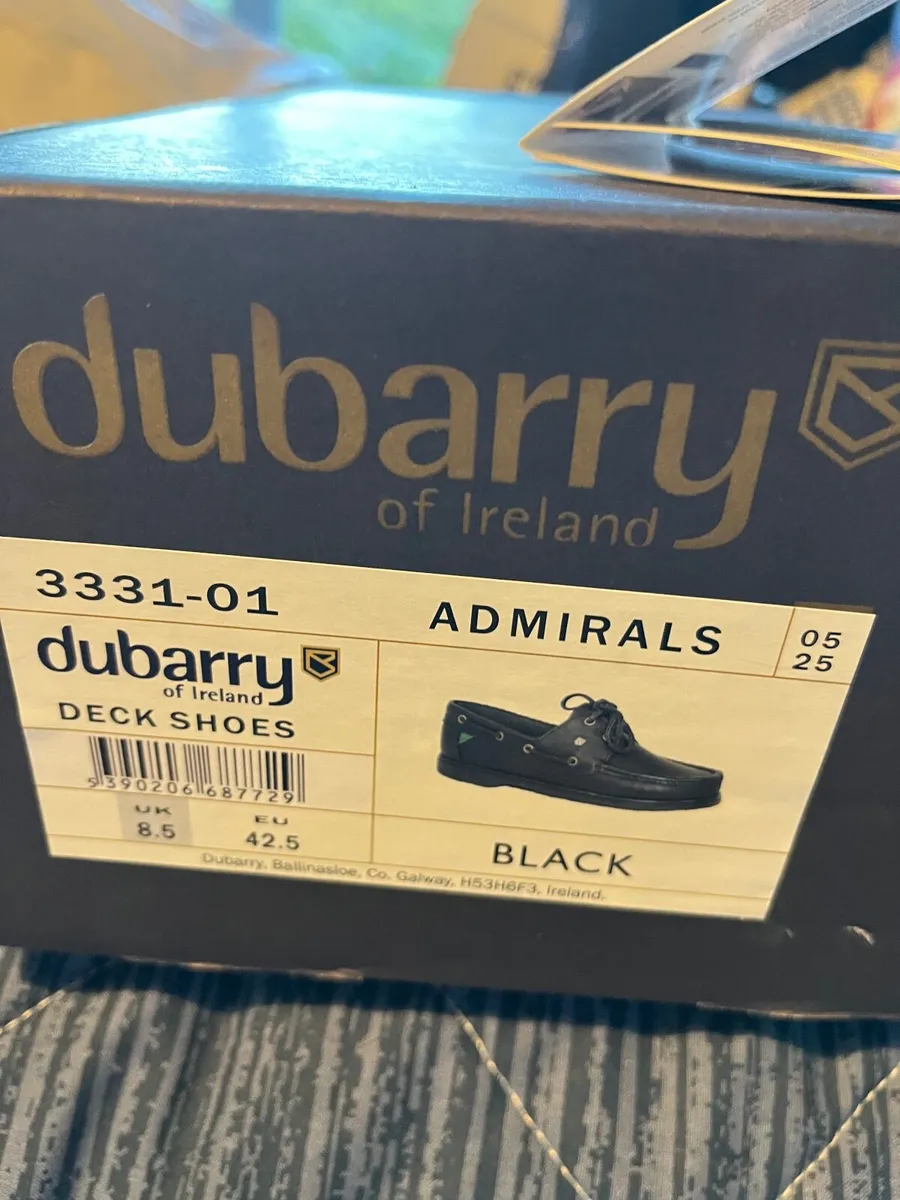 dubarry
of Ireland
3331-01
ADMIRALS
05
25
dubarry
of Ireland
DECK SHOES
5390206687729
UK
8.5
EU
42.5
BLACK
Dubarry, Ballinasloe, Co. Galway, H53H6F3, Ireland.